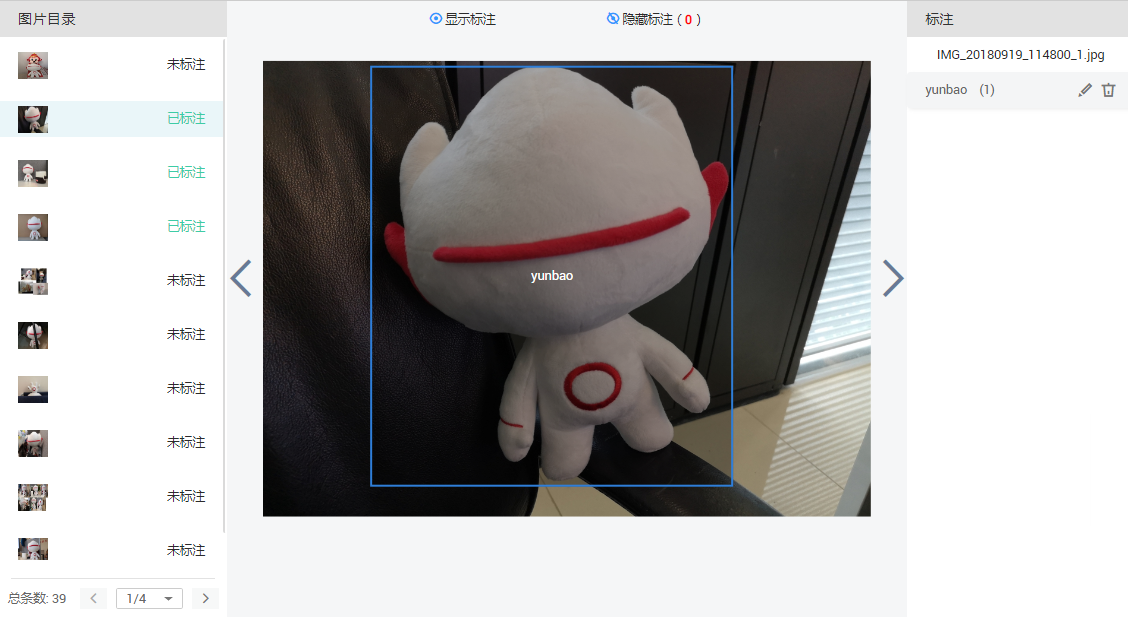 图片目录
显示标注
隐藏标注 ( 0 )
标注
未标注
已标注
已标注
已标注
未标注
未标注
未标注
未标注
未标注
未标注
总条数: 39
1/4
yunbao
IMG_20180919_114800_1.jpg
yunbao (1)